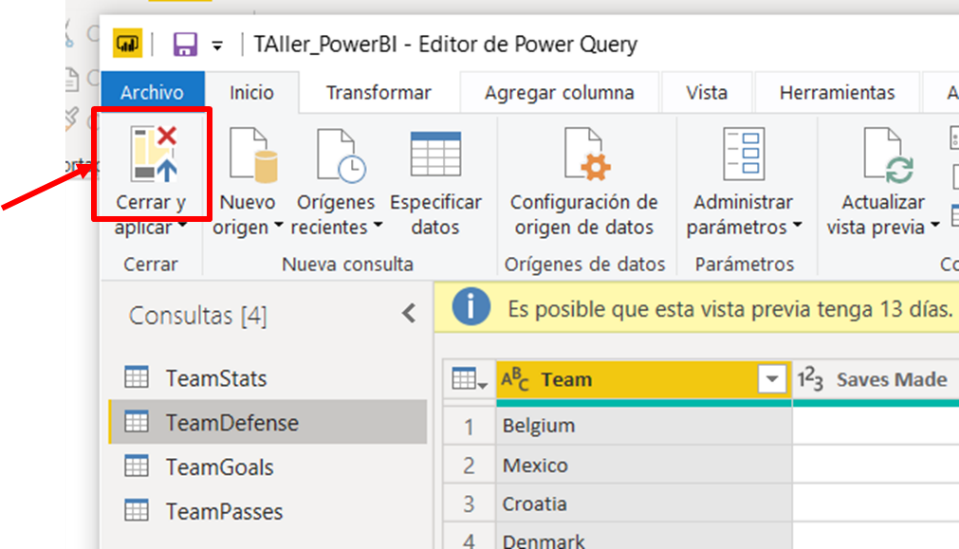 TAller_PowerBI - Editor de Power Query
Archivo Inicio Transformar Agregar columna Vista Herramientas A
Cerrar y
aplicar
Nuevo
origen
Orígenes
recientes
Especificar
datos
Configuración de
origen de datos
Administrar
parámetros
Actualizar
vista previa
Cerrar Nueva consulta Orígenes de datos Parámetros Co
Consultas [4]
Es posible que esta vista previa tenga 13 días.
TeamStats
TeamDefense
TeamGoals
TeamPasses
ABC Team 123 Saves Made
1 Belgium
2 Mexico
3 Croatia
4 Denmark